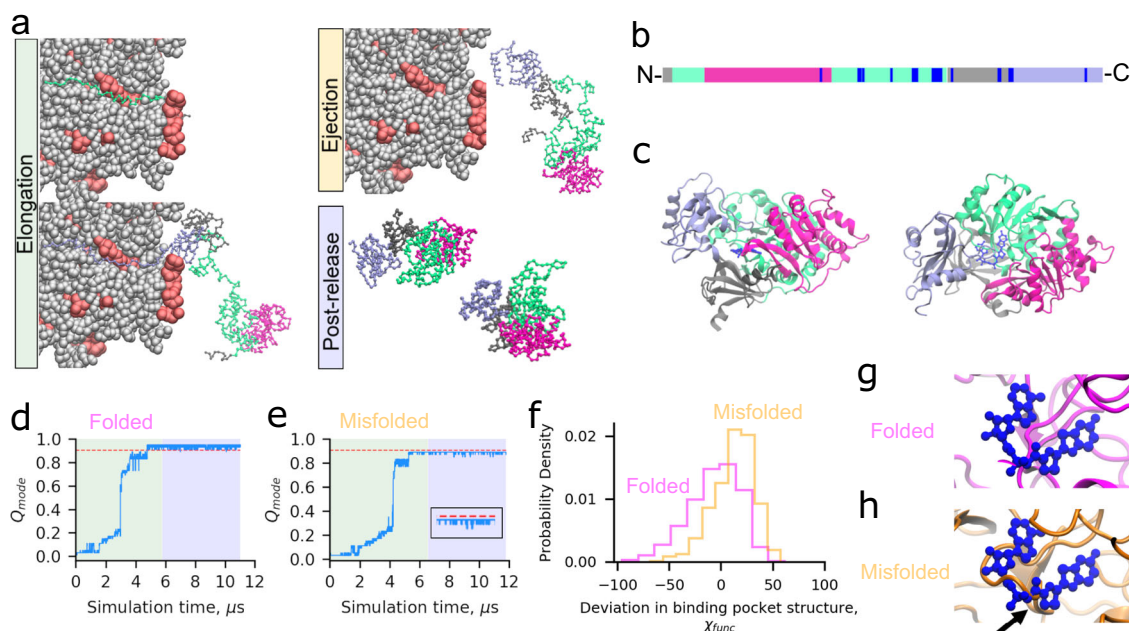 a
Elongation
Ejection
Post-release
b
N-
-C
c
d
Folded
1.0
0.8
0.6
0.4
0.2
0.0
Q_mode
0 2 4 6 8 10 12
Simulation time, μs
e
Misfolded
1.0
0.8
0.6
0.4
0.2
0.0
Q_mode
0 2 4 6 8 10 12
Simulation time, μs
f
Misfolded
Folded
0.02
0.01
0.00
Probability Density
-100 -50 0 50 100
Deviation in binding pocket structure,
χ_func
g
Folded
h
Misfolded